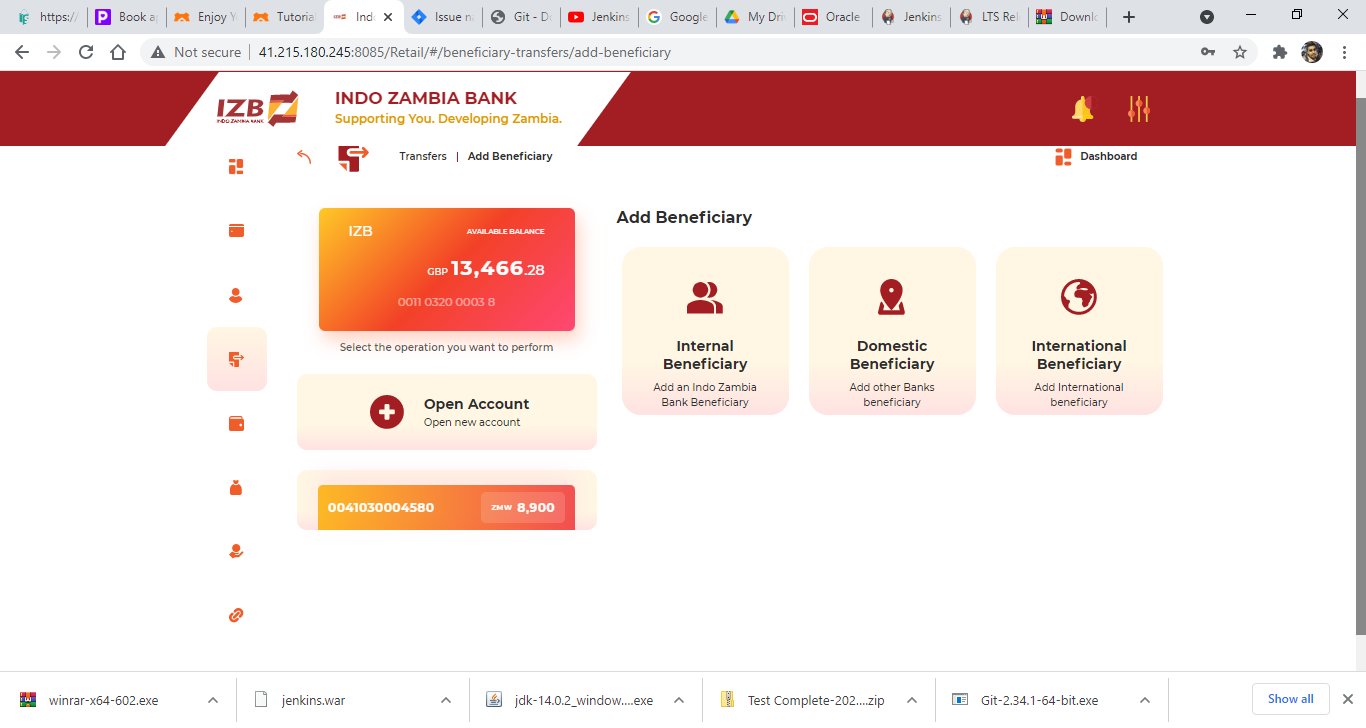 https:/
Book a
Enjoy Y
Tutoria
Ind
Issue n
Git - D
Jenkins
Google
My Dri
Oracle
Jenkins
LTS Rel
Downl
Not secure
41.215.180.245:8085/Retail/#/beneficiary-transfers/add-beneficiary
IZB
INDO ZAMBIA BANK
INDO ZAMBIA BANK
Supporting You. Developing Zambia.
Transfers | Add Beneficiary
Dashboard
IZB
AVAILABLE BALANCE
GBP 13,466.28
0011 0320 0003 8
Select the operation you want to perform
Open Account
Open new account
0041030004580
ZMW 8,900
Add Beneficiary
Internal
Beneficiary
Add an Indo Zambia
Bank Beneficiary
Domestic
Beneficiary
Add other Banks
beneficiary
International
Beneficiary
Add International
beneficiary
winrar-x64-602.exe
jenkins.war
jdk-14.0.2_window....exe
Test Complete-202....zip
Git-2.34.1-64-bit.exe
Show all